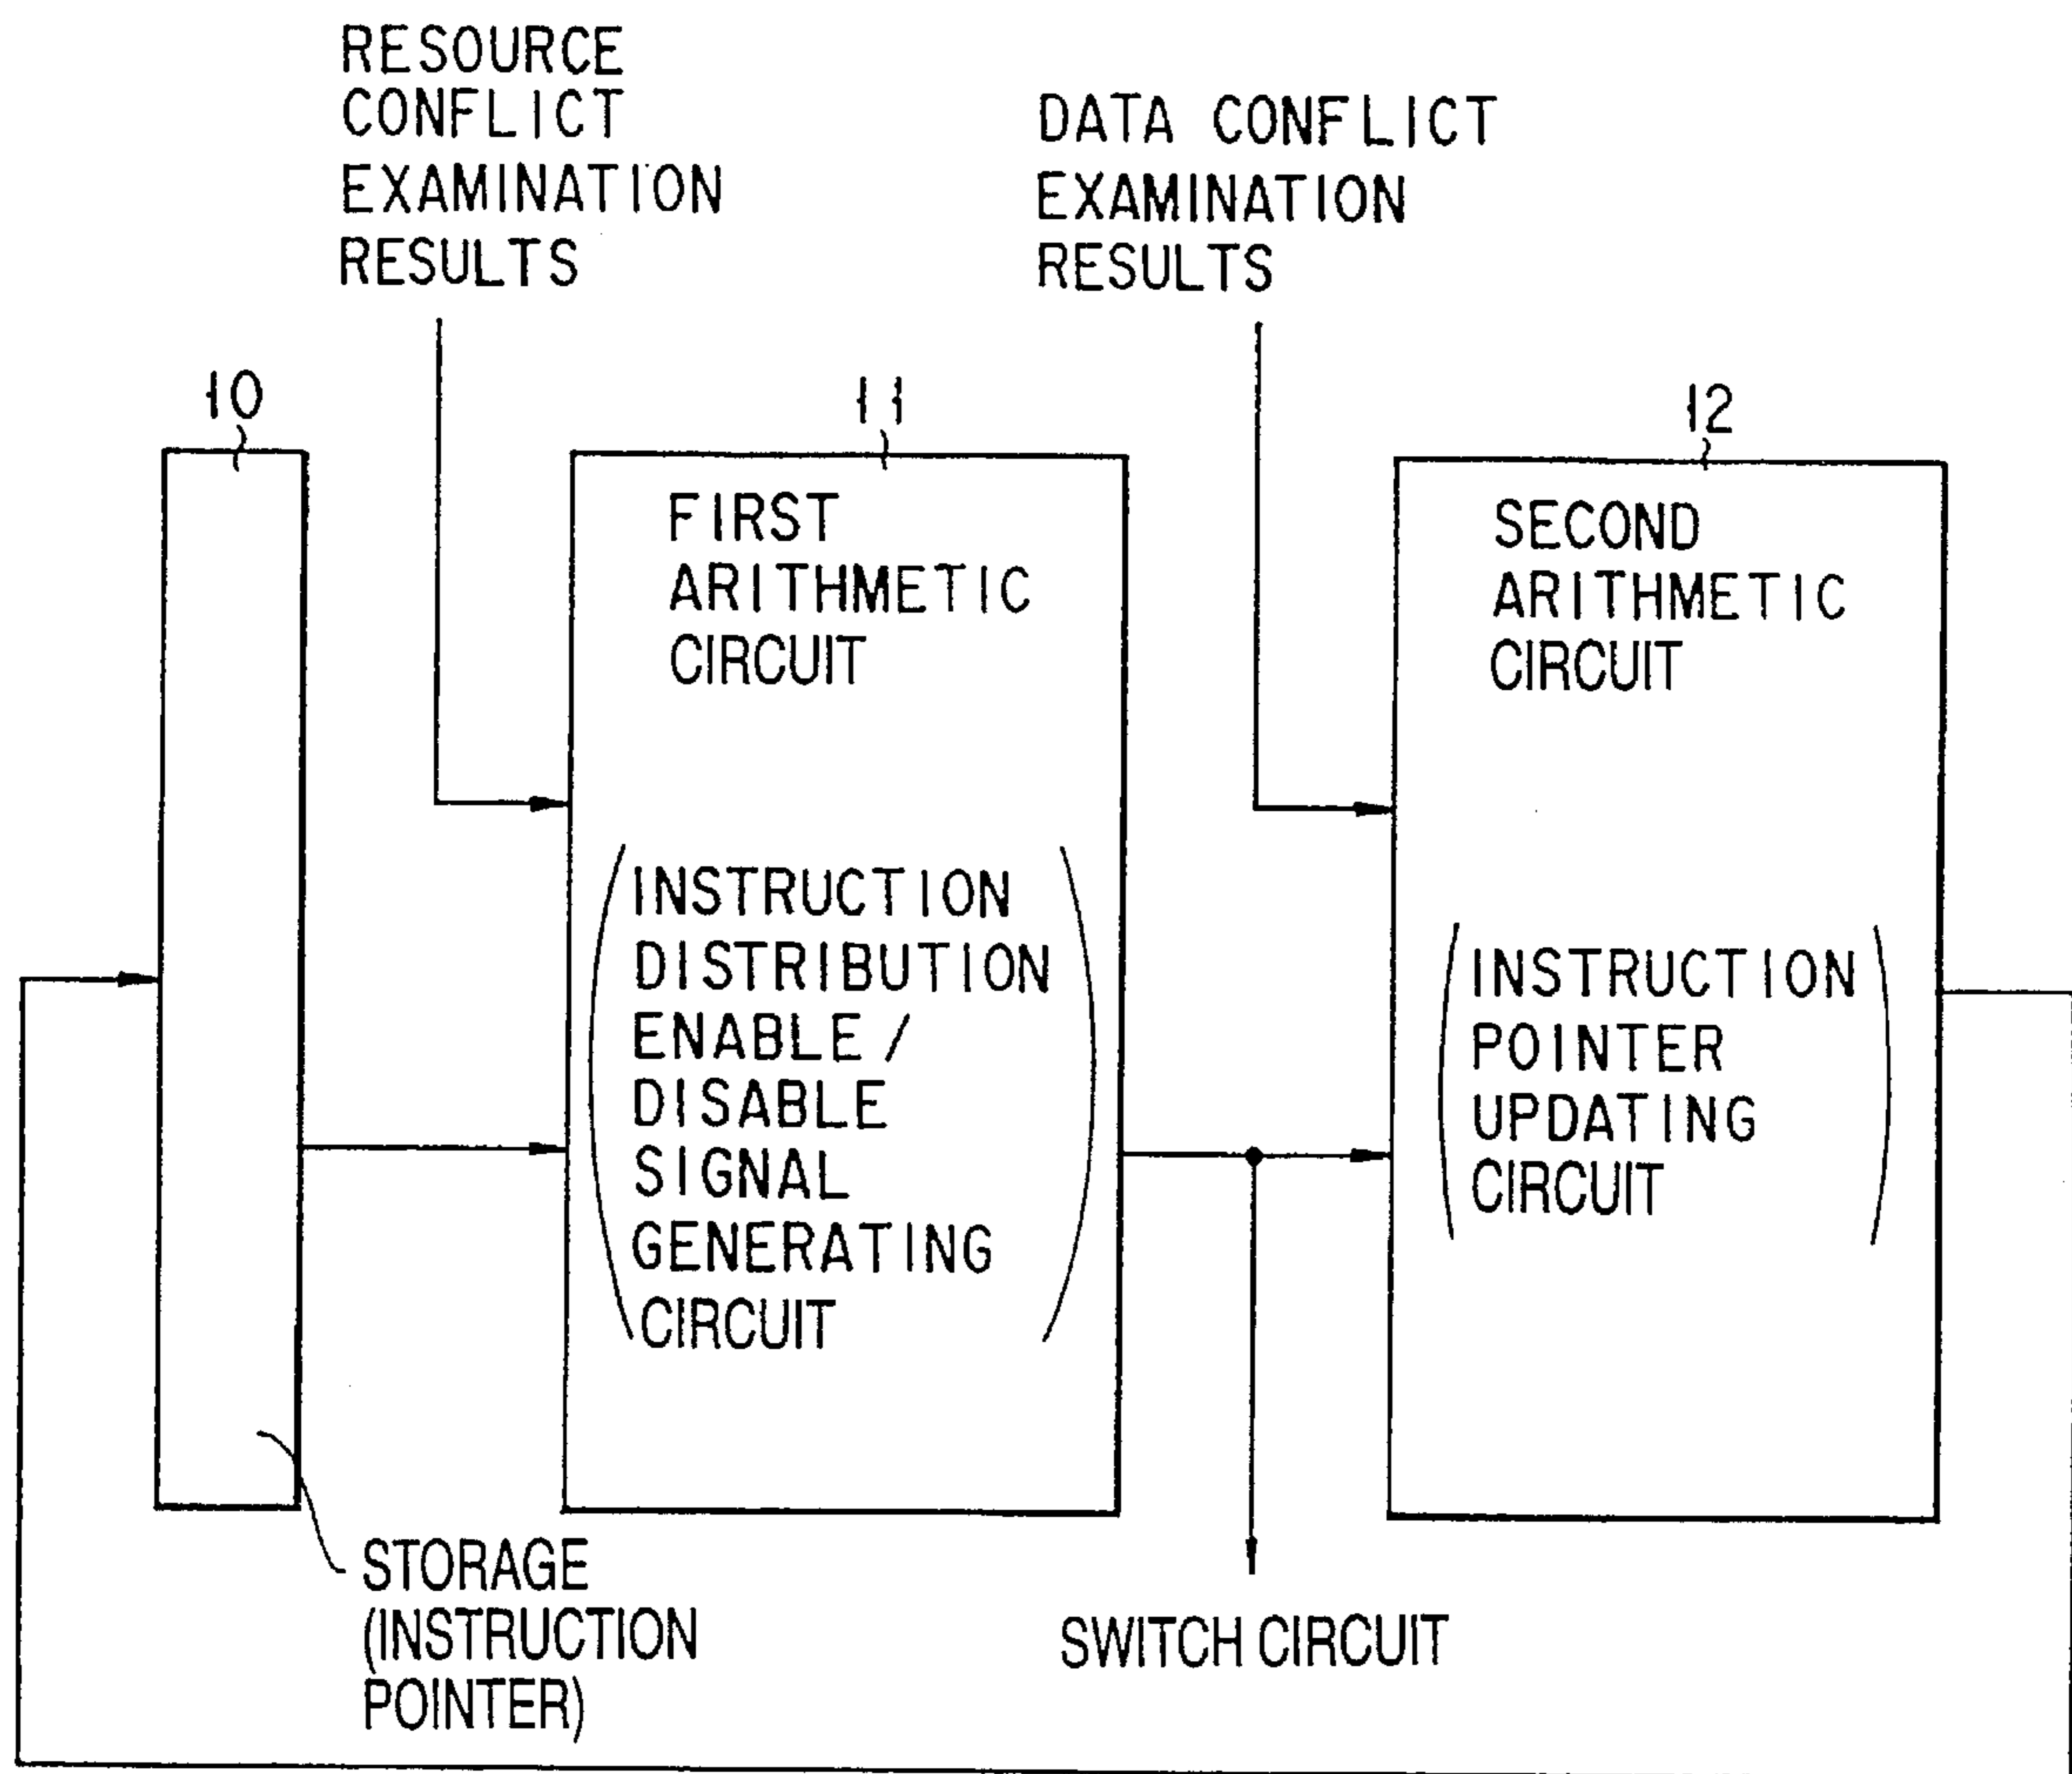 RESOURCE
CONFLICT
EXAMINATION
RESULTS
DATA CONFLICT
EXAMINATION
RESULTS
10
11
12
FIRST
ARITHMETIC
CIRCUIT
(INSTRUCTION
DISTRIBUTION
ENABLE /
DISABLE
SIGNAL
GENERATING
CIRCUIT)
SECOND
ARITHMETIC
CIRCUIT
(INSTRUCTION
POINTER
UPDATING
CIRCUIT)
STORAGE
(INSTRUCTION
POINTER)
SWITCH CIRCUIT